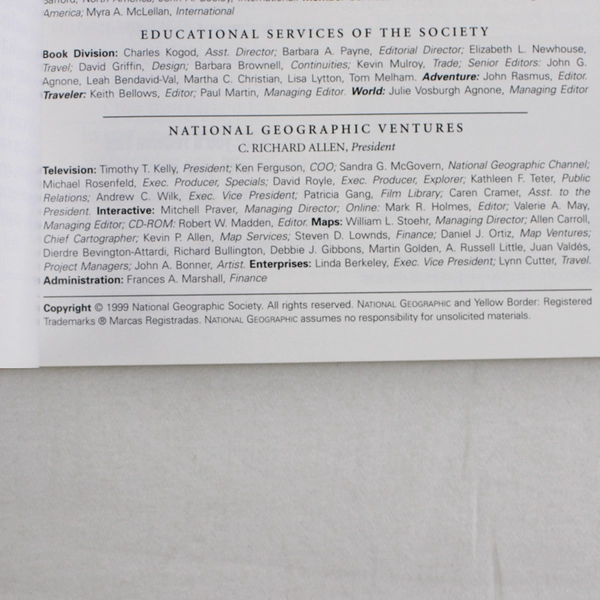 America; Myra A. McLellan, International
EDUCATIONAL SERVICES OF THE SOCIETY
Book Division: Charles Kogod, Asst. Director; Barbara A. Payne, Editorial Director; Elizabeth L. Newhouse,
Travel; David Griffin, Design; Barbara Brownell, Continuities; Kevin Mulroy, Trade; Senior Editors: John G.
Agnone, Leah Bendavid-Val, Martha C. Christian, Lisa Lytton, Tom Melham. Adventure: John Rasmus, Editor.
Traveler: Keith Bellows, Editor; Paul Martin, Managing Editor. World: Julie Vosburgh Agnone, Managing Editor
NATIONAL GEOGRAPHIC VENTURES
C. RICHARD ALLEN, President
Television: Timothy T. Kelly, President; Ken Ferguson, COO; Sandra G. McGovern, National Geographic Channel;
Michael Rosenfeld, Exec. Producer, Specials; David Royle, Exec. Producer, Explorer; Kathleen F. Teter, Public
Relations; Andrew C. Wilk, Exec. Vice President; Patricia Gang, Film Library; Caren Cramer, Asst. to the
President. Interactive: Mitchell Praver, Managing Director; Online: Mark R. Holmes, Editor; Valerie A. May,
Managing Editor; CD-ROM: Robert W. Madden, Editor. Maps: William L. Stoehr, Managing Director; Allen Carroll,
Chief Cartographer; Kevin P. Allen, Map Services; Steven D. Lownds, Finance; Daniel J. Ortiz, Map Ventures;
Dierdre Bevington-Attardi, Richard Bullington, Debbie J. Gibbons, Martin Golden, A. Russell Little, Juan Valdés,
Project Managers; John A. Bonner, Artist. Enterprises: Linda Berkeley, Exec. Vice President; Lynn Cutter, Travel.
Administration: Frances A. Marshall, Finance
Copyright © 1999 National Geographic Society. All rights reserved. NATIONAL GEOGRAPHIC and Yellow Border: Registered
Trademarks ® Marcas Registradas. NATIONAL GEOGRAPHIC assumes no responsibility for unsolicited materials.